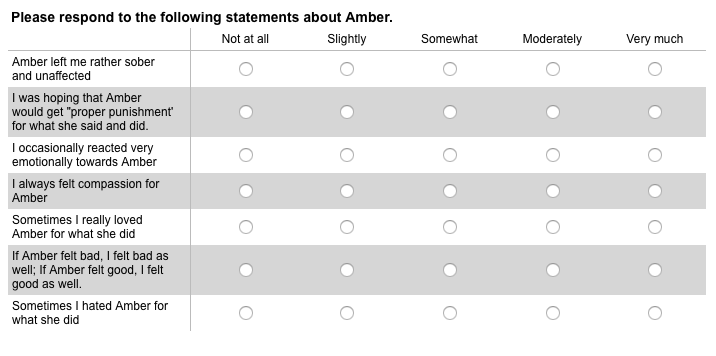 Please respond to the following statements about Amber.
Not at all Slightly Somewhat Moderately Very much
Amber left me rather sober
and unaffected
I was hoping that Amber
would get "proper punishment'
for what she said and did.
I occasionally reacted very
emotionally towards Amber
I always felt compassion for
Amber
Sometimes I really loved
Amber for what she did
If Amber felt bad, I felt bad as
well; If Amber felt good, I felt
good as well.
Sometimes I hated Amber for
what she did